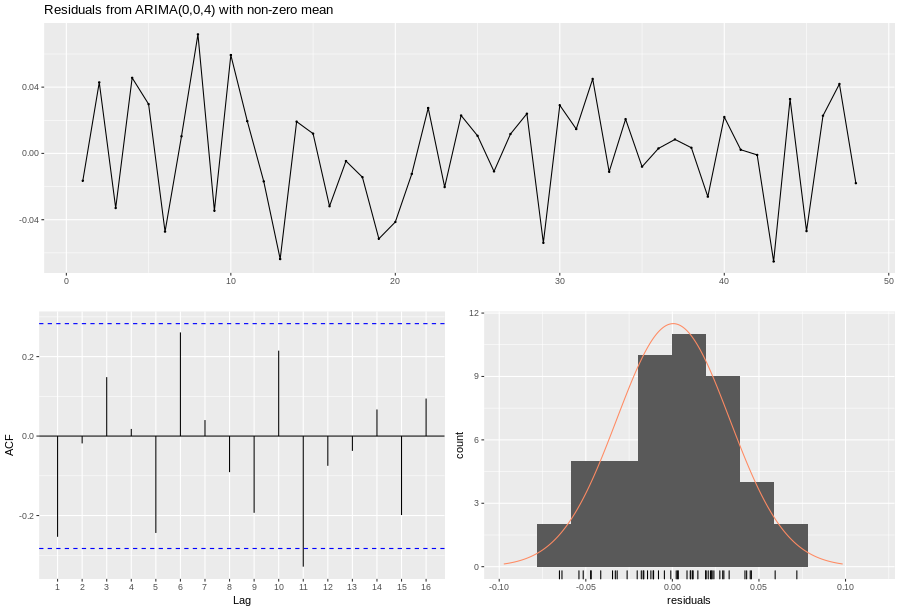 Residuals from ARIMA(0,0,4) with non-zero mean
0.04
0.00
-0.04
0 10 20 30 40 50
ACF
0.2
0.0
-0.2
1 2 3 4 5 6 7 8 9 10 11 12 13 14 15 16
Lag
count
12
9
6
3
0
-0.10 -0.05 0.00 0.05 0.10
residuals